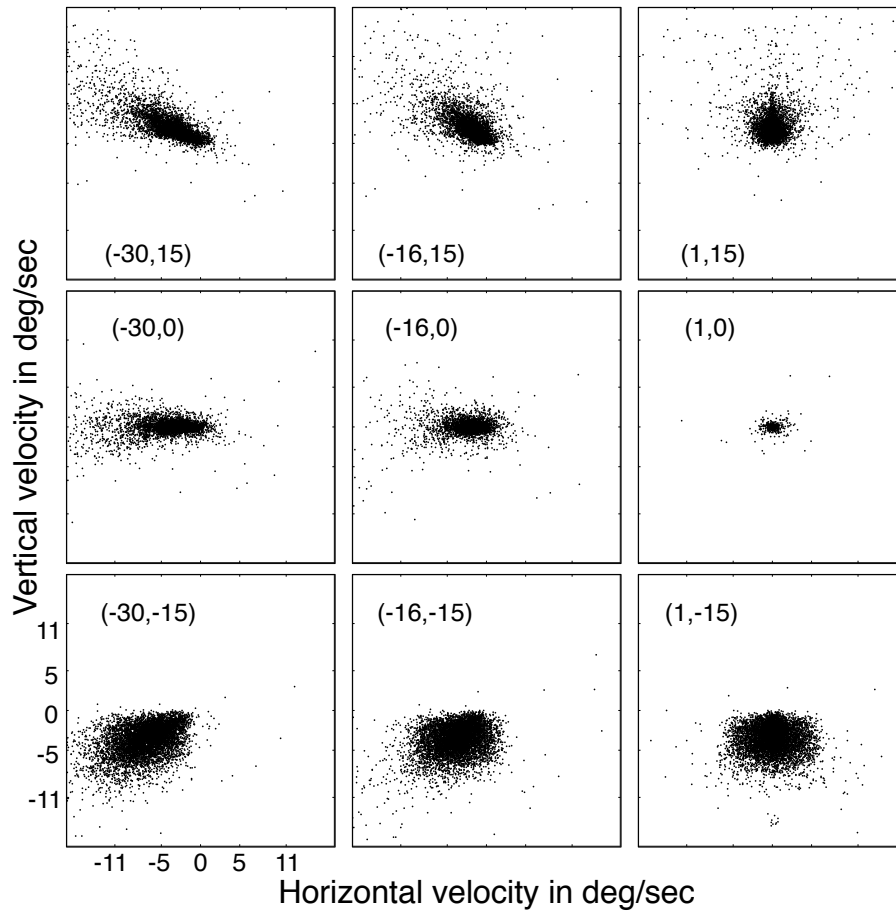 (-30,15) (-16,15) (1,15)
(-30,0) (-16,0) (1,0)
(-30,-15) (-16,-15) (1,-15)
Vertical velocity in deg/sec
11
5
0
-5
-11
-11 -5 0 5 11
Horizontal velocity in deg/sec